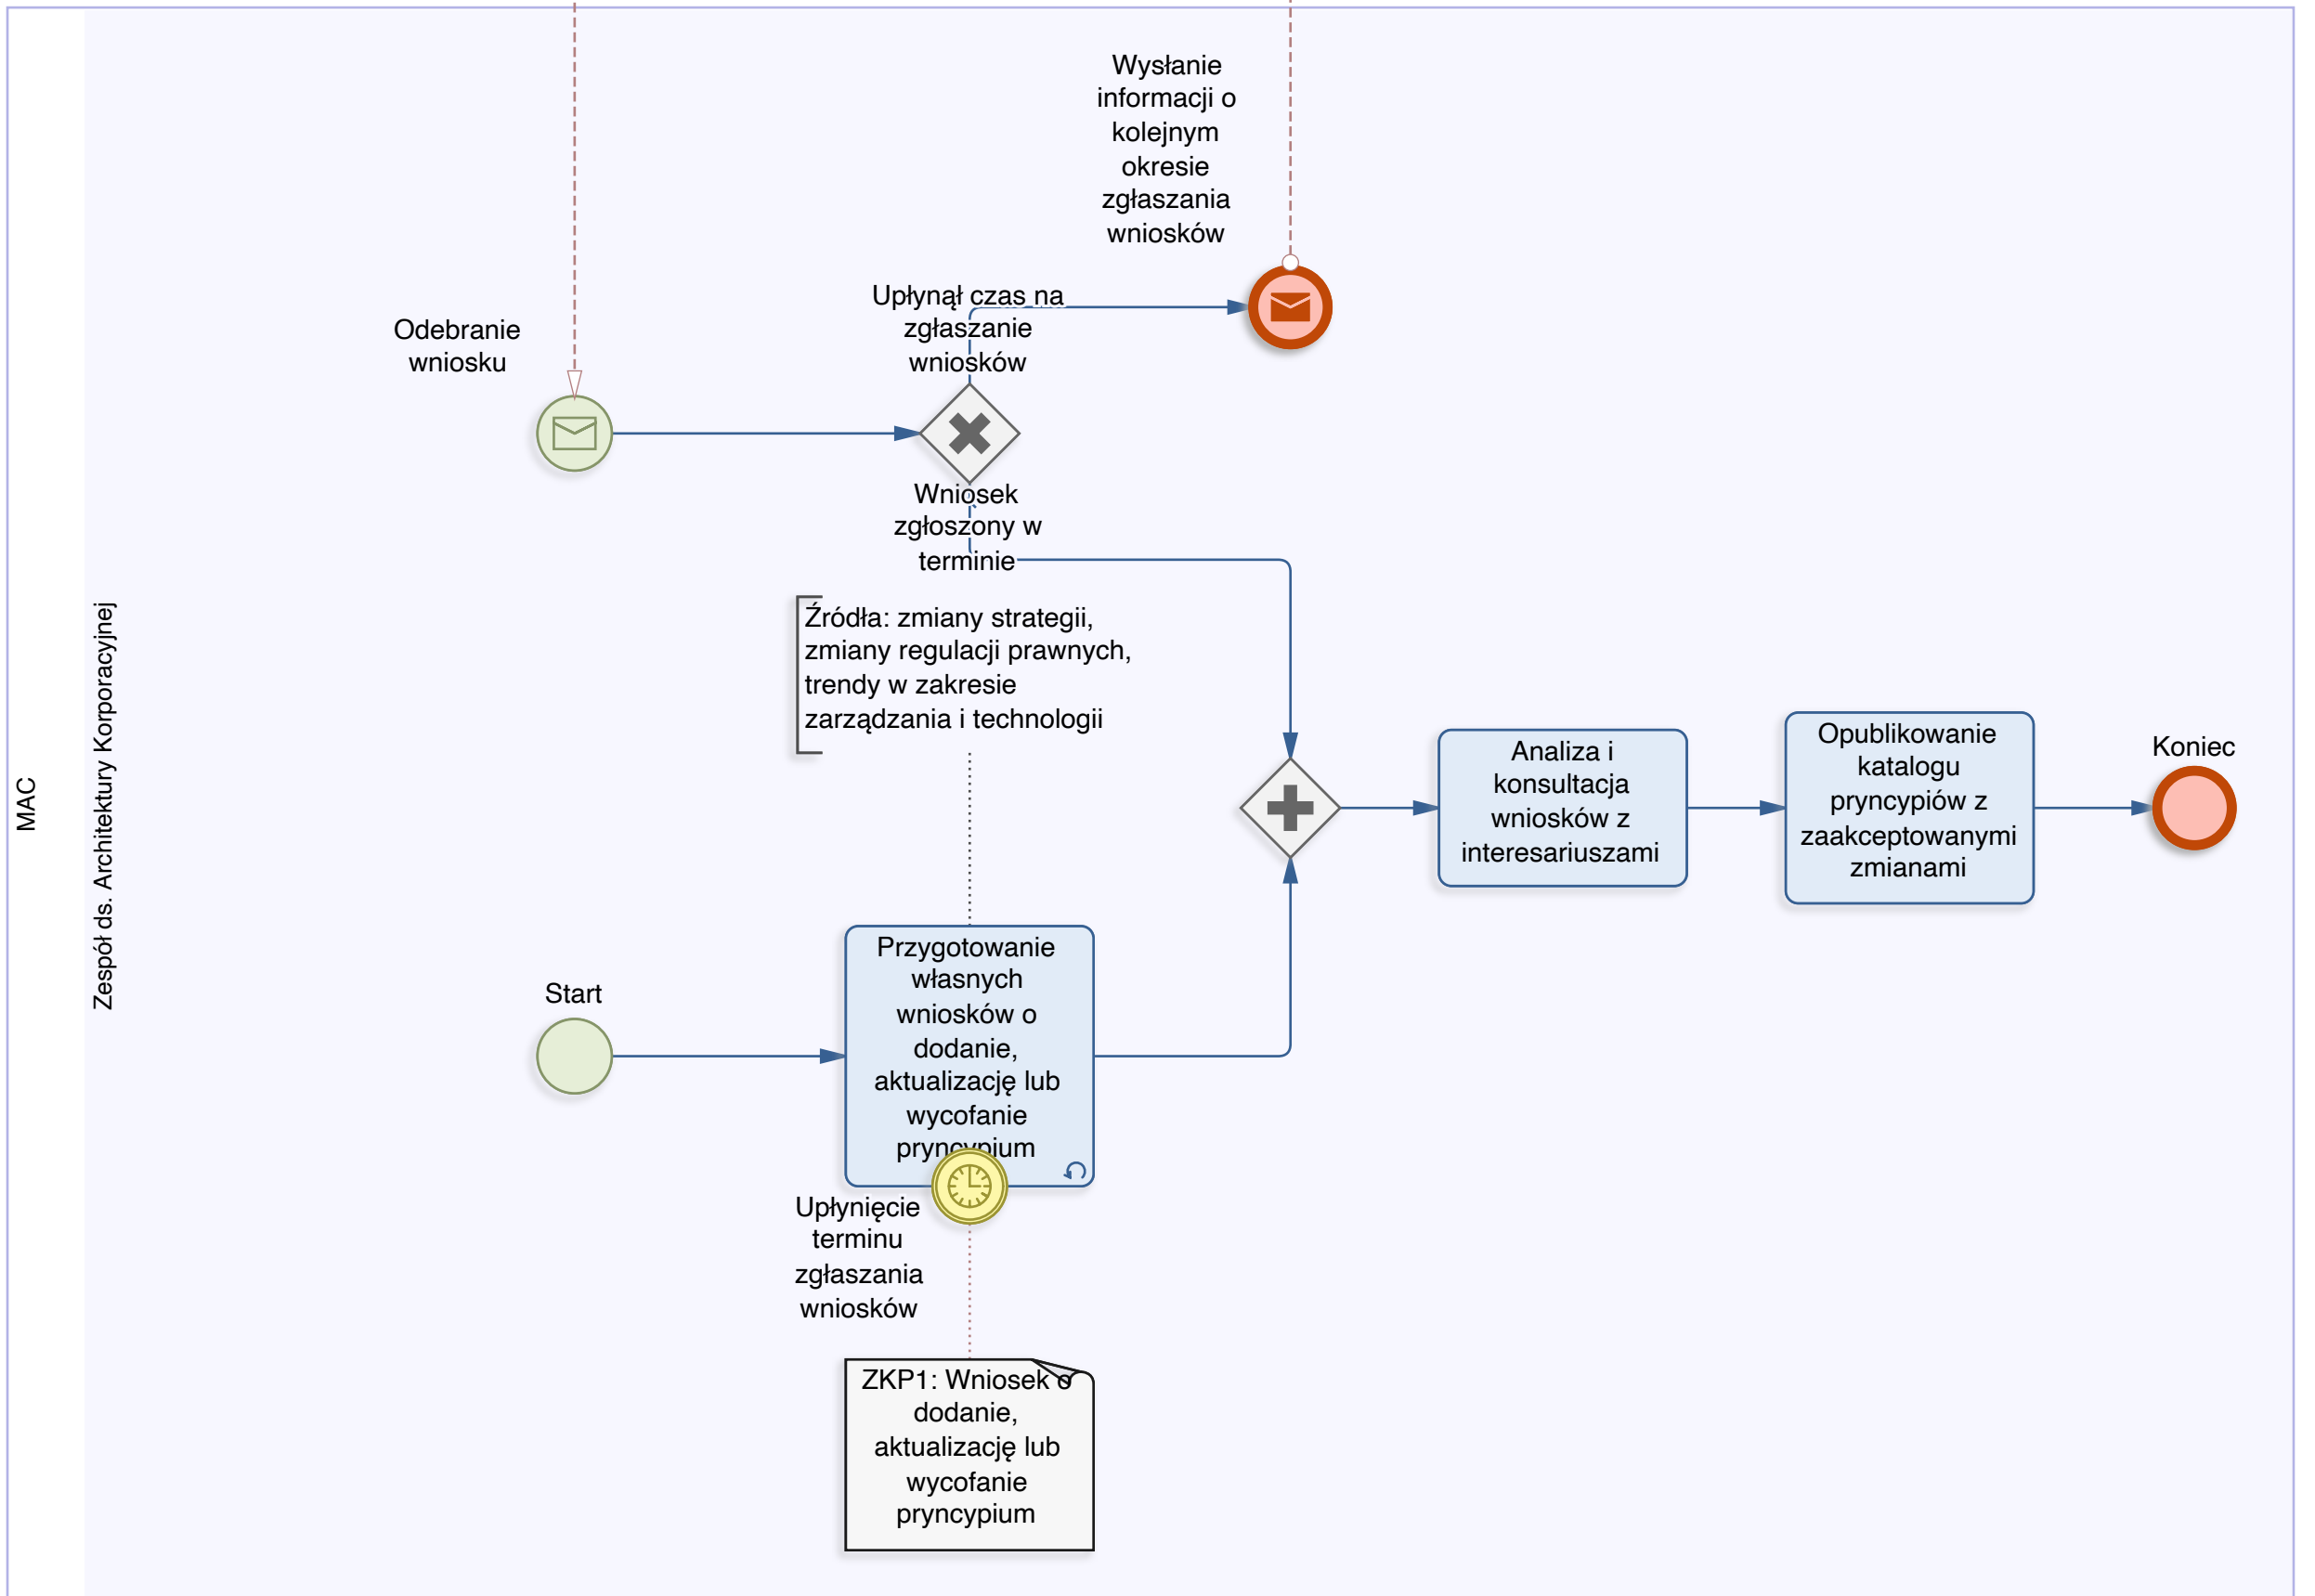 MAC
Zespół ds. Architektury Korporacyjnej
Wysłanie
informacji o
kolejnym
okresie
zgłaszania
wniosków
Odebranie
wniosku
Upłynął czas na
zgłaszanie
wniosków
Wniosek
zgłoszony w
terminie
Źródła: zmiany strategii,
zmiany regulacji prawnych,
trendy w zakresie
zarządzania i technologii
Analiza i
konsultacja
wniosków z
interesariuszami
Opublikowanie
katalogu
pryncypiów z
zaakceptowanymi
zmianami
Koniec
Start
Przygotowanie
własnych
wniosków o
dodanie,
aktualizację lub
wycofanie
pryncypium
Upłynięcie
terminu
zgłaszania
wniosków
ZKP1: Wniosek o
dodanie,
aktualizację lub
wycofanie
pryncypium